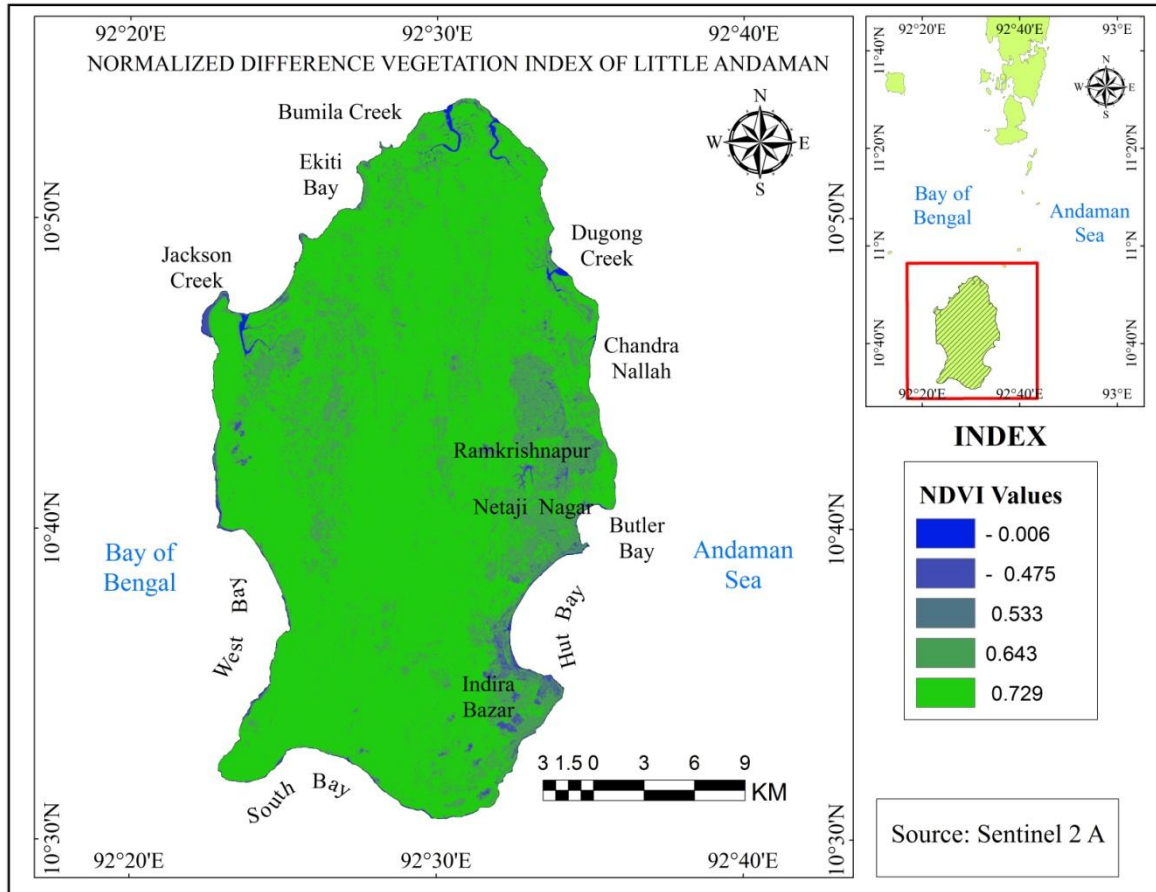 92°20'E 92°30'E 92°40'E
NORMALIZED DIFFERENCE VEGETATION INDEX OF LITTLE ANDAMAN
N
W E
S
Bumila Creek
Ekiti
Bay
10°50'N
10°50'N
Jackson
Creek
Dugong
Creek
Chandra
Nallah
Ramkrishnapur
Netaji Nagar
10°40'N
10°40'N
Butler
Bay
Bay of
Bengal
Andaman
Sea
West Bay
Hut Bay
Indira
Bazar
South Bay
3 1.5 0 3 6 9
KM
10°30'N
10°30'N
92°20'E 92°30'E 92°40'E
92°20'E 92°40'E 93°E
11°40'N
11°40'N
N
W E
S
11°20'N
11°20'N
Bay of
Bengal
Andaman
Sea
11°N
11°N
10°40'N
10°40'N
92°20'E 92°40'E 93°E
INDEX
NDVI Values
- 0.006
- 0.475
0.533
0.643
0.729
Source: Sentinel 2 A